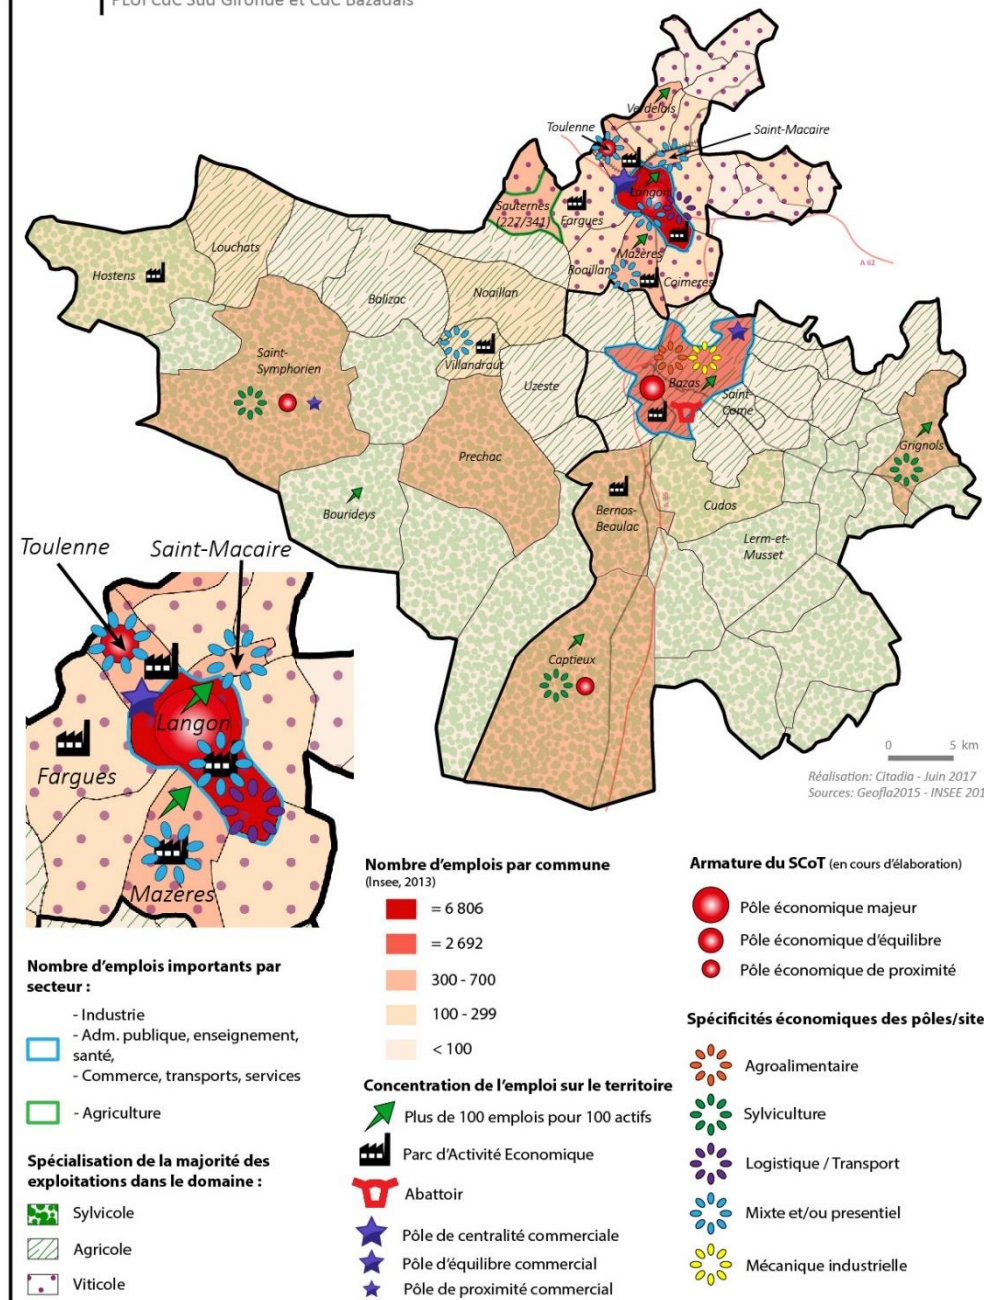 PLUi CdC Sud Gironde et CdC Bazadais
Verdelais
Toulenne
Saint-Macaire
Langon
Sauternes
(227/341)
Fargues
Mazères
Roaillan
Coimeres
A 62
Louchats
Hostens
Balizac
Noaillan
Villandraut
Uzeste
Saint-
Symphorien
Bazas
Saint-
Come
Grignols
Prechac
Bourideys
Bernos-
Beaulac
Cudos
A 65
Lerm-et-
Musset
Captieux
0 5 km
Réalisation: Citadia - Juin 2017
Sources: Geofla2015 - INSEE 201
Toulenne
Saint-Macaire
Langon
Fargues
Mazères
Nombre d'emplois importants par
secteur :
- Industrie
- Adm. publique, enseignement,
santé,
- Commerce, transports, services
- Agriculture
Spécialisation de la majorité des
exploitations dans le domaine :
Sylvicole
Agricole
Viticole
Nombre d'emplois par commune
(Insee, 2013)
= 6 806
= 2 692
300 - 700
100 - 299
< 100
Concentration de l'emploi sur le territoire
Plus de 100 emplois pour 100 actifs
Parc d'Activité Economique
Abattoir
Pôle de centralité commerciale
Pôle d'équilibre commercial
Pôle de proximité commercial
Armature du SCoT (en cours d'élaboration)
Pôle économique majeur
Pôle économique d'équilibre
Pôle économique de proximité
Spécificités économiques des pôles/site
Agroalimentaire
Sylviculture
Logistique / Transport
Mixte et/ou presentiel
Mécanique industrielle